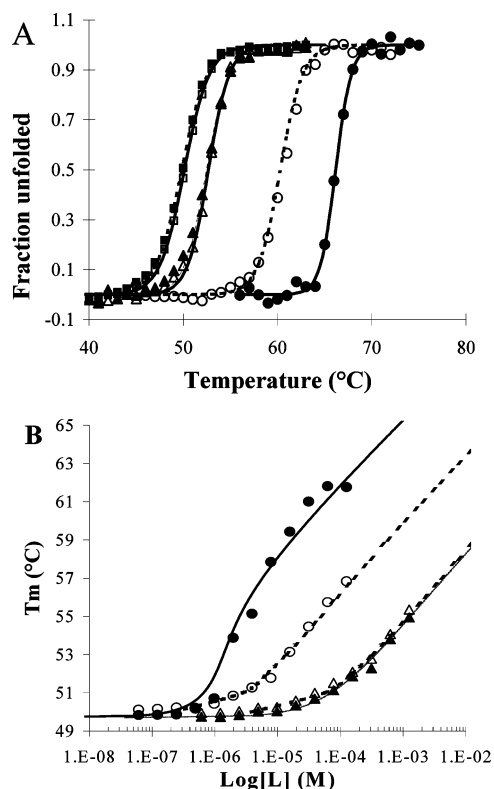 A
Fraction unfolded
1.1
0.9
0.7
0.5
0.3
0.1
-0.1
40 50 60 70 80
Temperature (°C)
B
Tm (°C)
65
63
61
59
57
55
53
51
49
1.E-08 1.E-07 1.E-06 1.E-05 1.E-04 1.E-03 1.E-02
Log[L] (M)